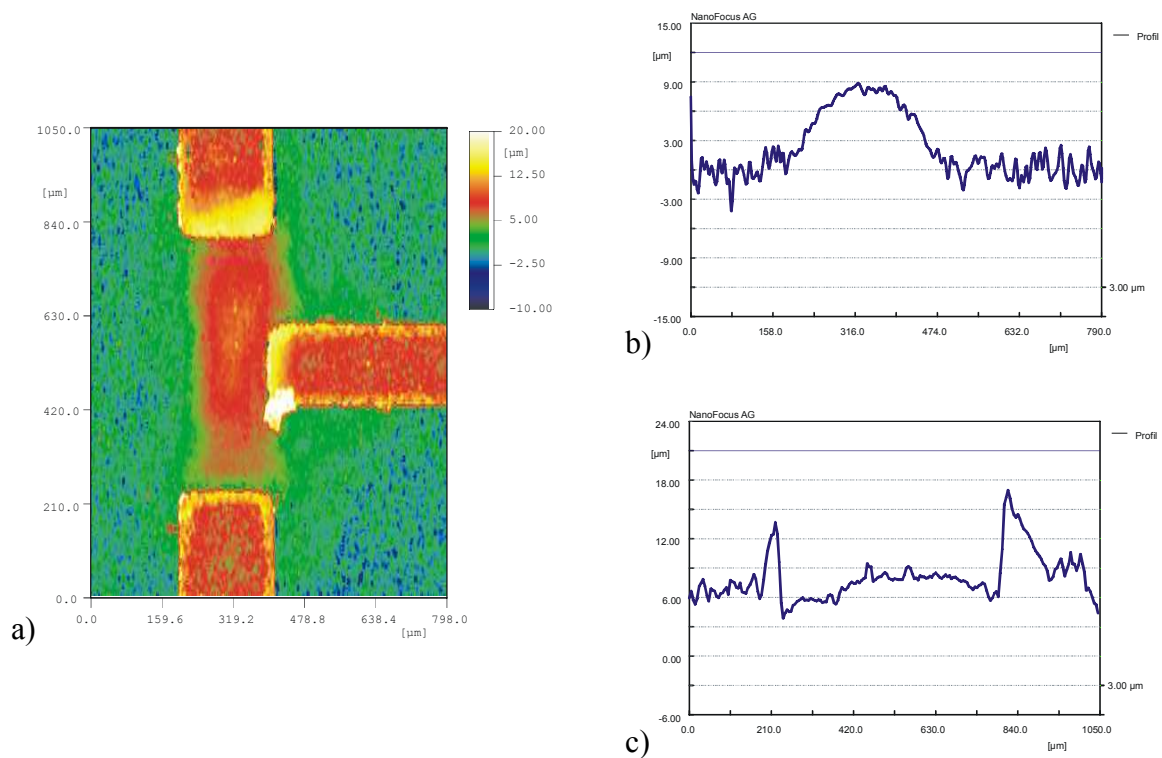 1050.0
[µm]
840.0
630.0
420.0
210.0
0.0
0.0 159.6 319.2 478.8 638.4 798.0
[µm]
20.00
[µm]
12.50
5.00
-2.50
-10.00
a)
NanoFocus AG
15.00
[µm]
9.00
3.00
-3.00
-9.00
-15.00
Profil
3.00 µm
0.0 158.0 316.0 474.0 632.0 790.0
[µm]
b)
NanoFocus AG
24.00
[µm]
18.00
12.00
6.00
0.00
-6.00
Profil
3.00 µm
0.0 210.0 420.0 630.0 840.0 1050.0
[µm]
c)